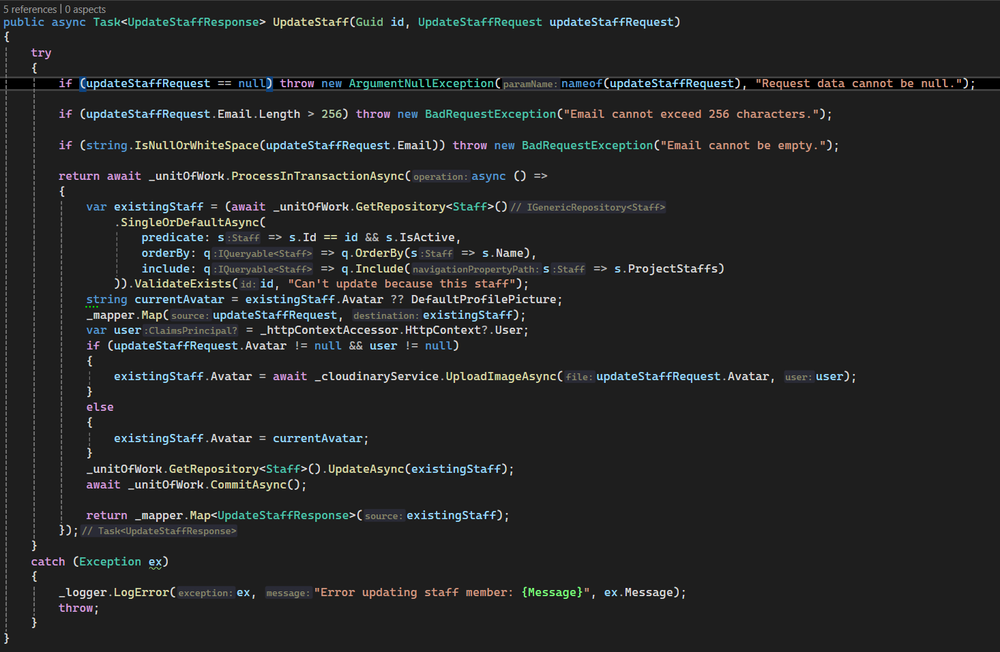 5 references | 0 aspects
public async Task<UpdateStaffResponse> UpdateStaff(Guid id, UpdateStaffRequest updateStaffRequest)
{
try
{
if (updateStaffRequest == null) throw new ArgumentNullException(paramName: nameof(updateStaffRequest), "Request data cannot be null.");
if (updateStaffRequest.Email.Length > 256) throw new BadRequestException("Email cannot exceed 256 characters.");
if (string.IsNullOrWhiteSpace(updateStaffRequest.Email)) throw new BadRequestException("Email cannot be empty.");
return await _unitOfWork.ProcessInTransactionAsync(operation: async () =>
{
var existingStaff = (await _unitOfWork.GetRepository<Staff>() // IGenericRepository<Staff>
.SingleOrDefaultAsync(
predicate: s :Staff => s.Id == id && s.IsActive,
orderBy: q :IQueryable<Staff> => q.OrderBy(s :Staff => s.Name),
include: q :IQueryable<Staff> => q.Include(navigationPropertyPath: s :Staff => s.ProjectStaffs)
)).ValidateExists(id: id, "Can't update because this staff");
string currentAvatar = existingStaff.Avatar ?? DefaultProfilePicture;
_mapper.Map(source: updateStaffRequest, destination: existingStaff);
var user :ClaimsPrincipal? = _httpContextAccessor.HttpContext?.User;
if (updateStaffRequest.Avatar != null && user != null)
{
existingStaff.Avatar = await _cloudinaryService.UploadImageAsync(file: updateStaffRequest.Avatar, user: user);
}
else
{
existingStaff.Avatar = currentAvatar;
}
_unitOfWork.GetRepository<Staff>().UpdateAsync(existingStaff);
await _unitOfWork.CommitAsync();
return _mapper.Map<UpdateStaffResponse>(source: existingStaff);
}); // Task<UpdateStaffResponse>
}
catch (Exception ex)
{
_logger.LogError(exception: ex, message: "Error updating staff member: {Message}", ex.Message);
throw;
}
}